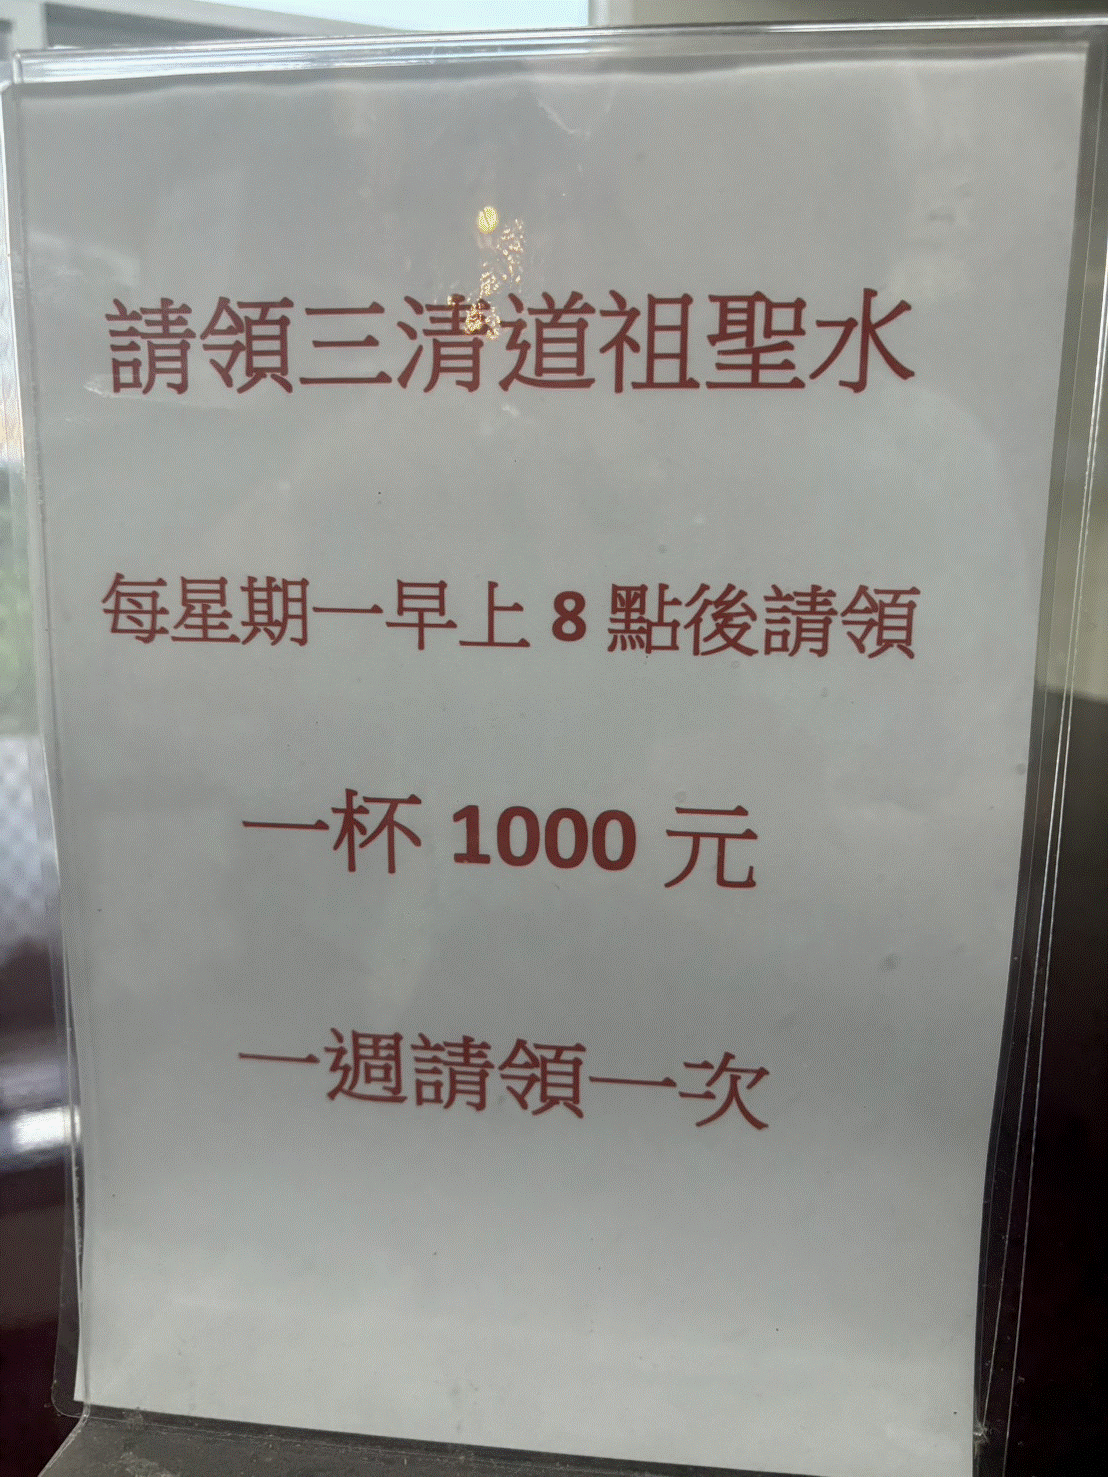 請領三清道祖聖水
每星期一早上 8 點後請領
一杯 1000 元
一週請領一次